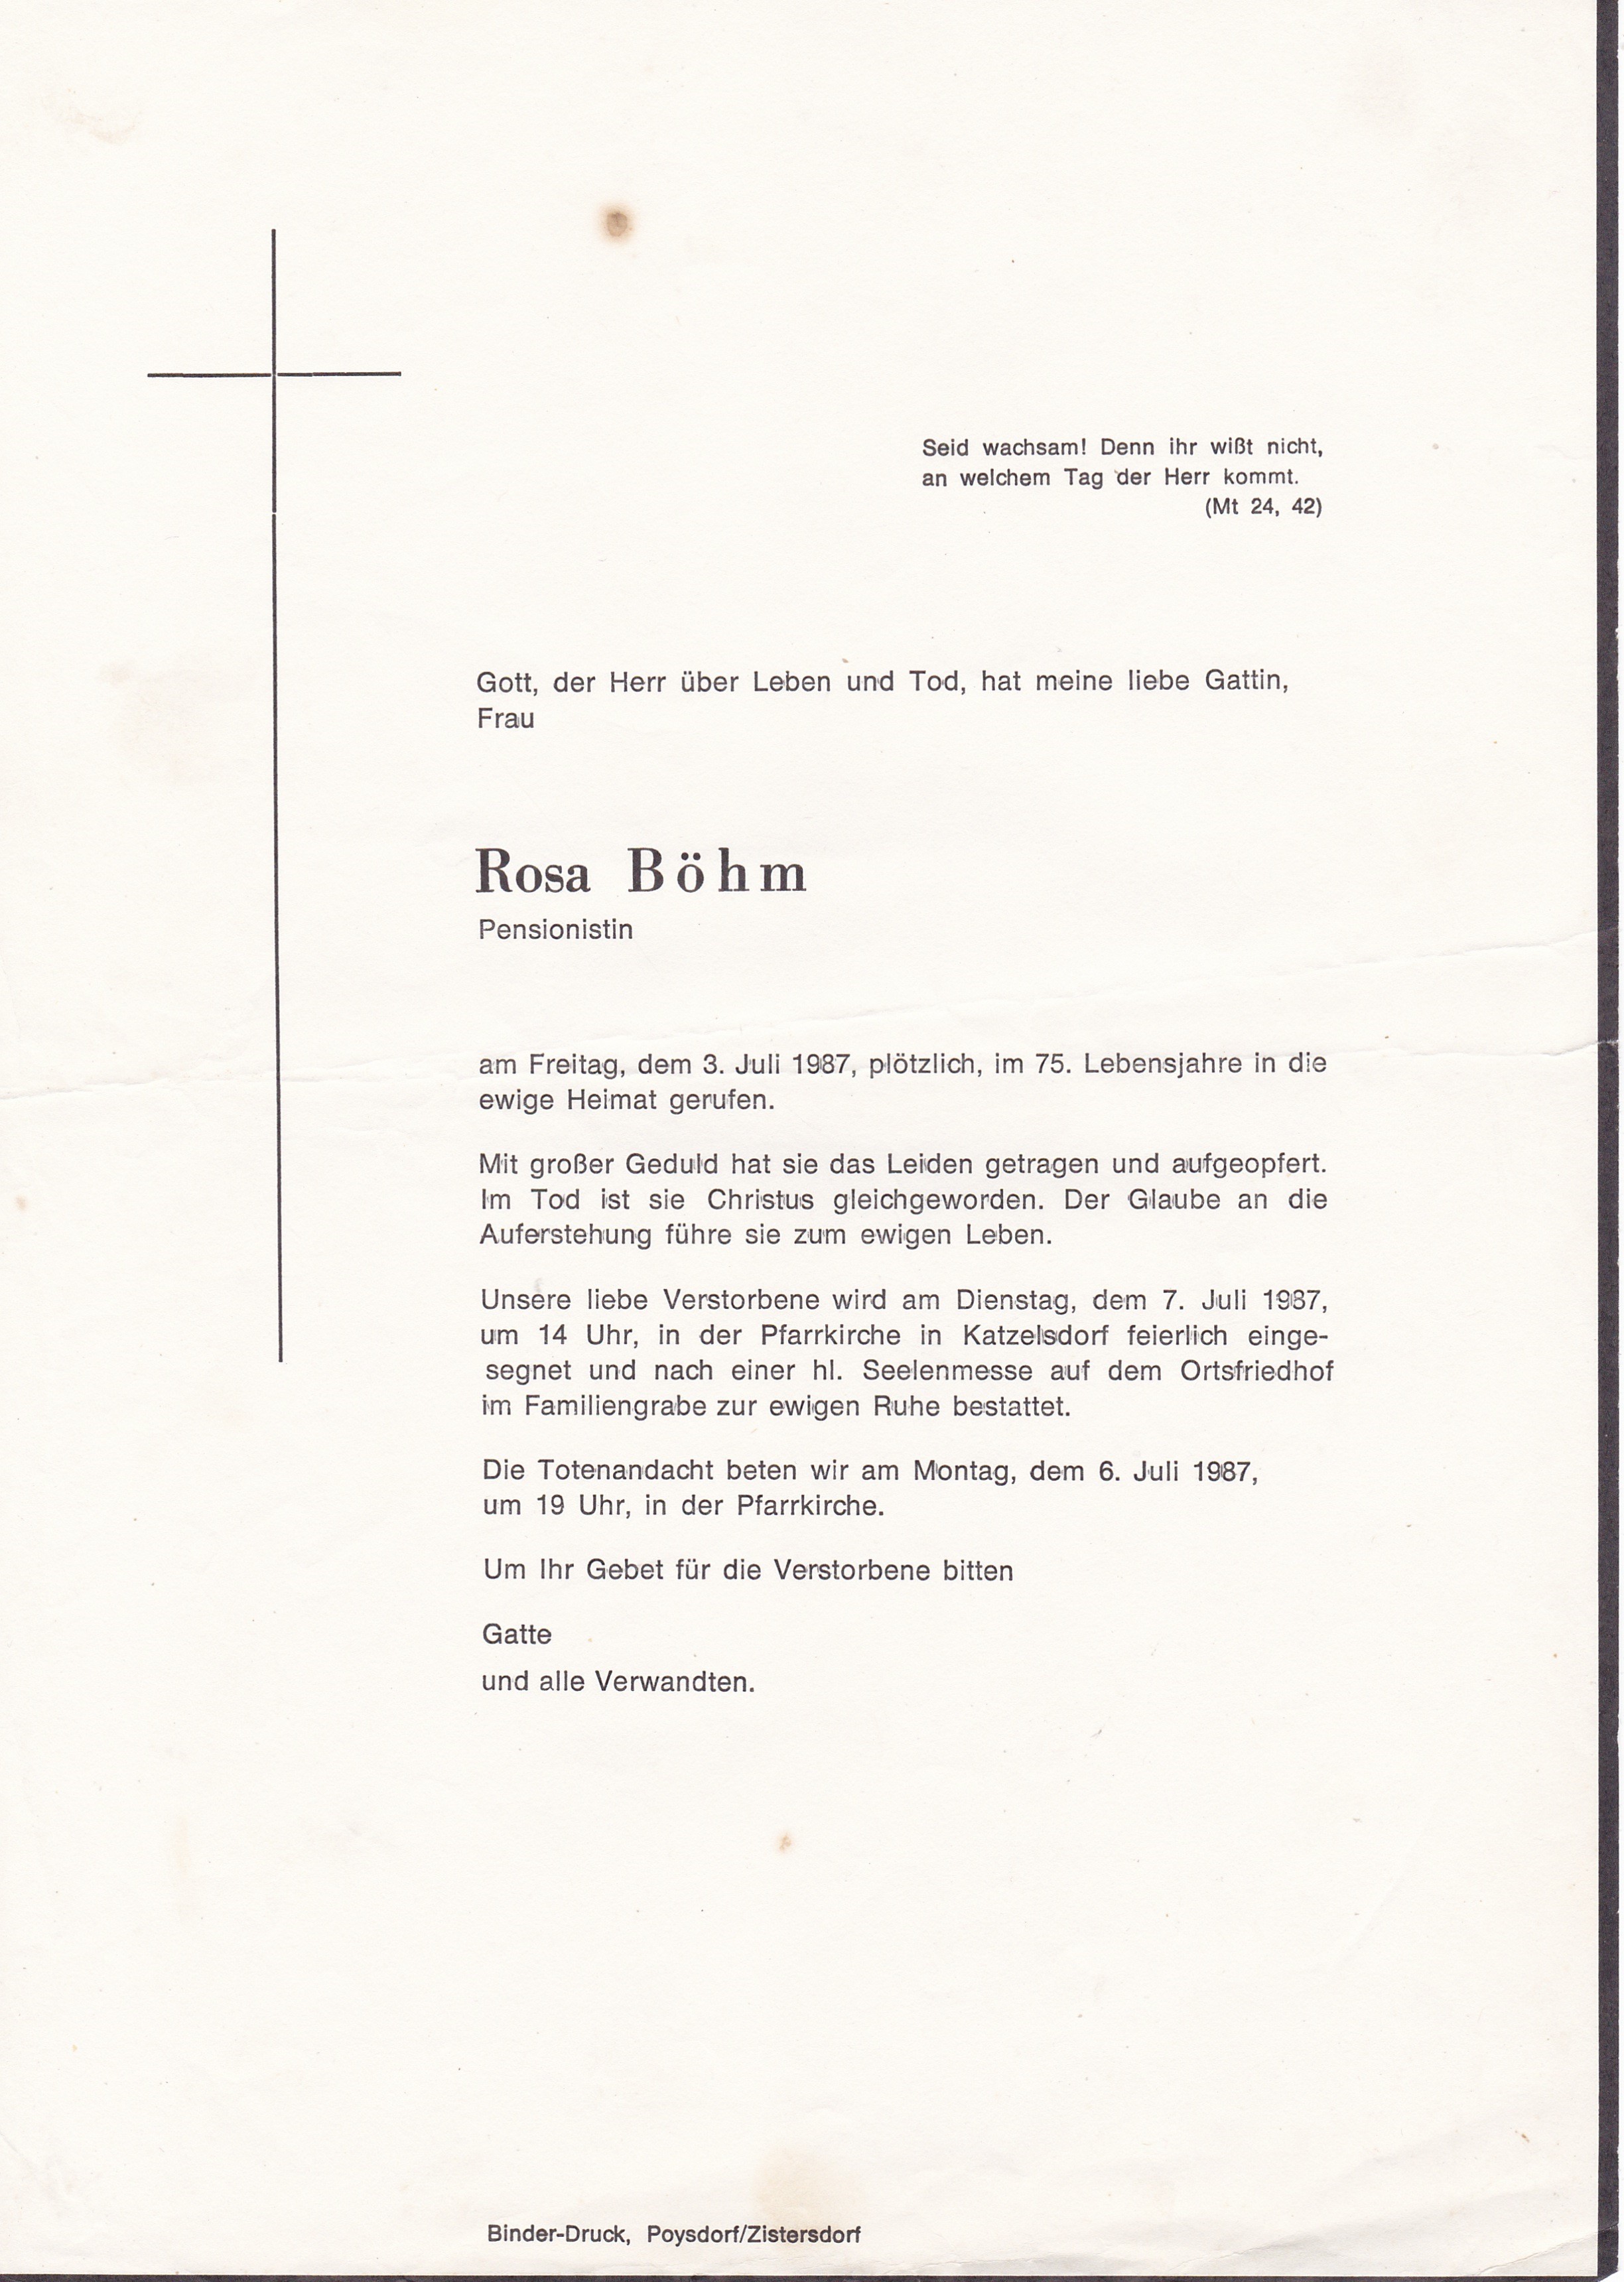 Seid wachsam! Denn ihr wißt nicht,
an welchem Tag der Herr kommt.
(Mt 24, 42)
Gott, der Herr über Leben und Tod, hat meine liebe Gattin,
Frau
Rosa Böhm
Pensionistin
am Freitag, dem 3. Juli 1987, plötzlich, im 75. Lebensjahre in die
ewige Heimat gerufen.
Mit großer Geduld hat sie das Leiden getragen und aufgeopfert.
Im Tod ist sie Christus gleichgeworden. Der Glaube an die
Auferstehung führe sie zum ewigen Leben.
Unsere liebe Verstorbene wird am Dienstag, dem 7. Juli 1987,
um 14 Uhr, in der Pfarrkirche in Katzelsdorf feierlich einge-
segnet und nach einer hl. Seelenmesse auf dem Ortsfriedhof
im Familiengrabe zur ewigen Ruhe bestattet.
Die Totenandacht beten wir am Montag, dem 6. Juli 1987,
um 19 Uhr, in der Pfarrkirche.
Um Ihr Gebet für die Verstorbene bitten
Gatte
und alle Verwandten.
Binder-Druck, Poysdorf/Zistersdorf